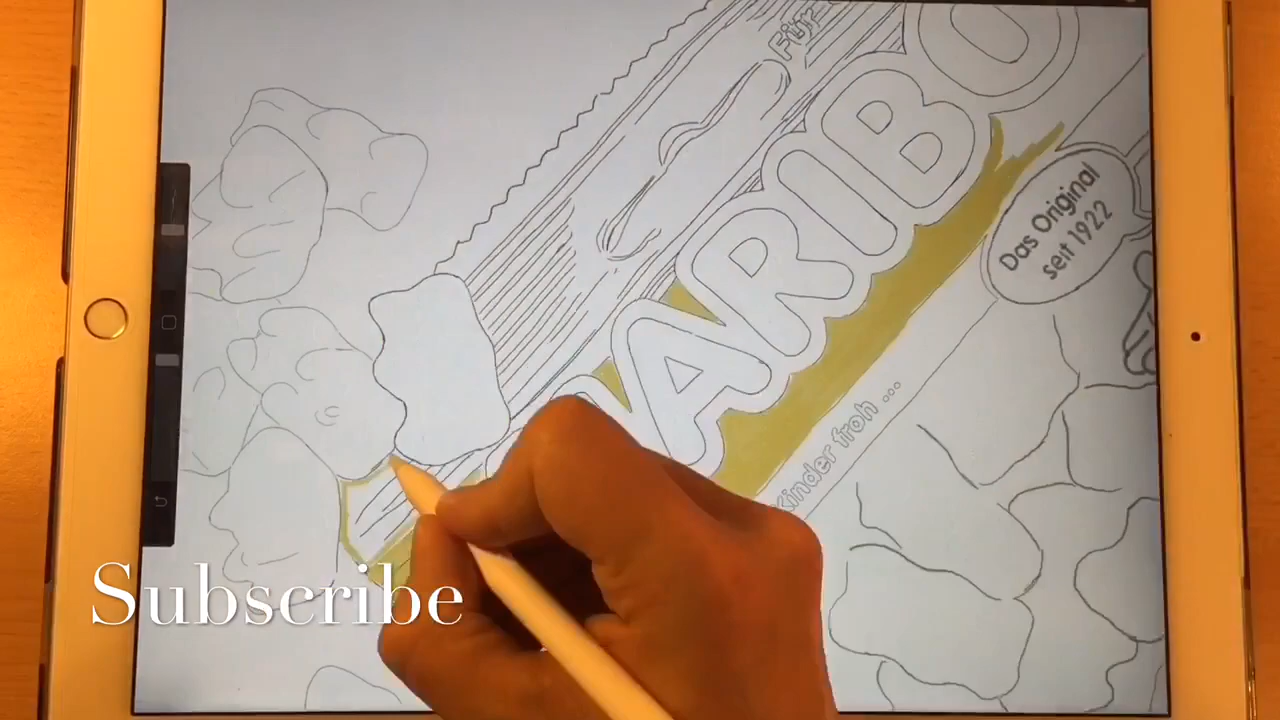 Für
HARIBO
Das Original
seit 1922
Kinder froh ...
Subscribe